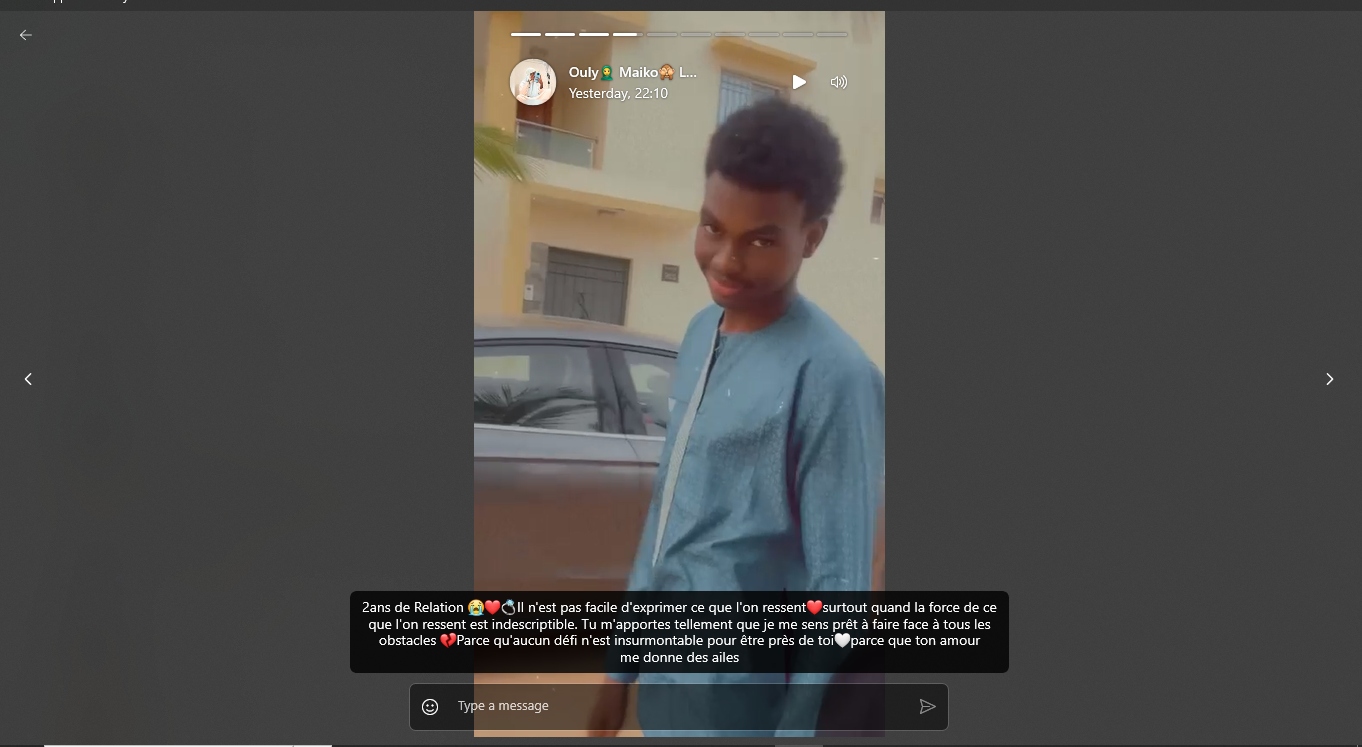 Ouly🧟‍♀️ Maiko🙈 L...
Yesterday, 22:10
2ans de Relation 😭❤️💍Il n'est pas facile d'exprimer ce que l'on ressent❤️surtout quand la force de ce
que l'on ressent est indescriptible. Tu m'apportes tellement que je me sens prêt à faire face à tous les
obstacles 💔Parce qu'aucun défi n'est insurmontable pour être près de toi🤍parce que ton amour
me donne des ailes
Type a message